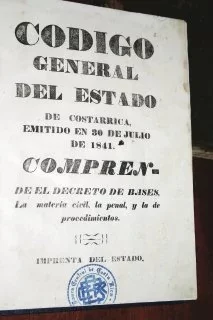 CODIGO
GENERAL
DEL ESTADO
DE COSTARRICA,
EMITIDO EN 30 DE JULIO
DE 1841.
COMPREN-
DE EL DECRETO DE BASES,
La materia civil, la penal, y la de
procedimientos.
IMPRENTA DEL ESTADO.